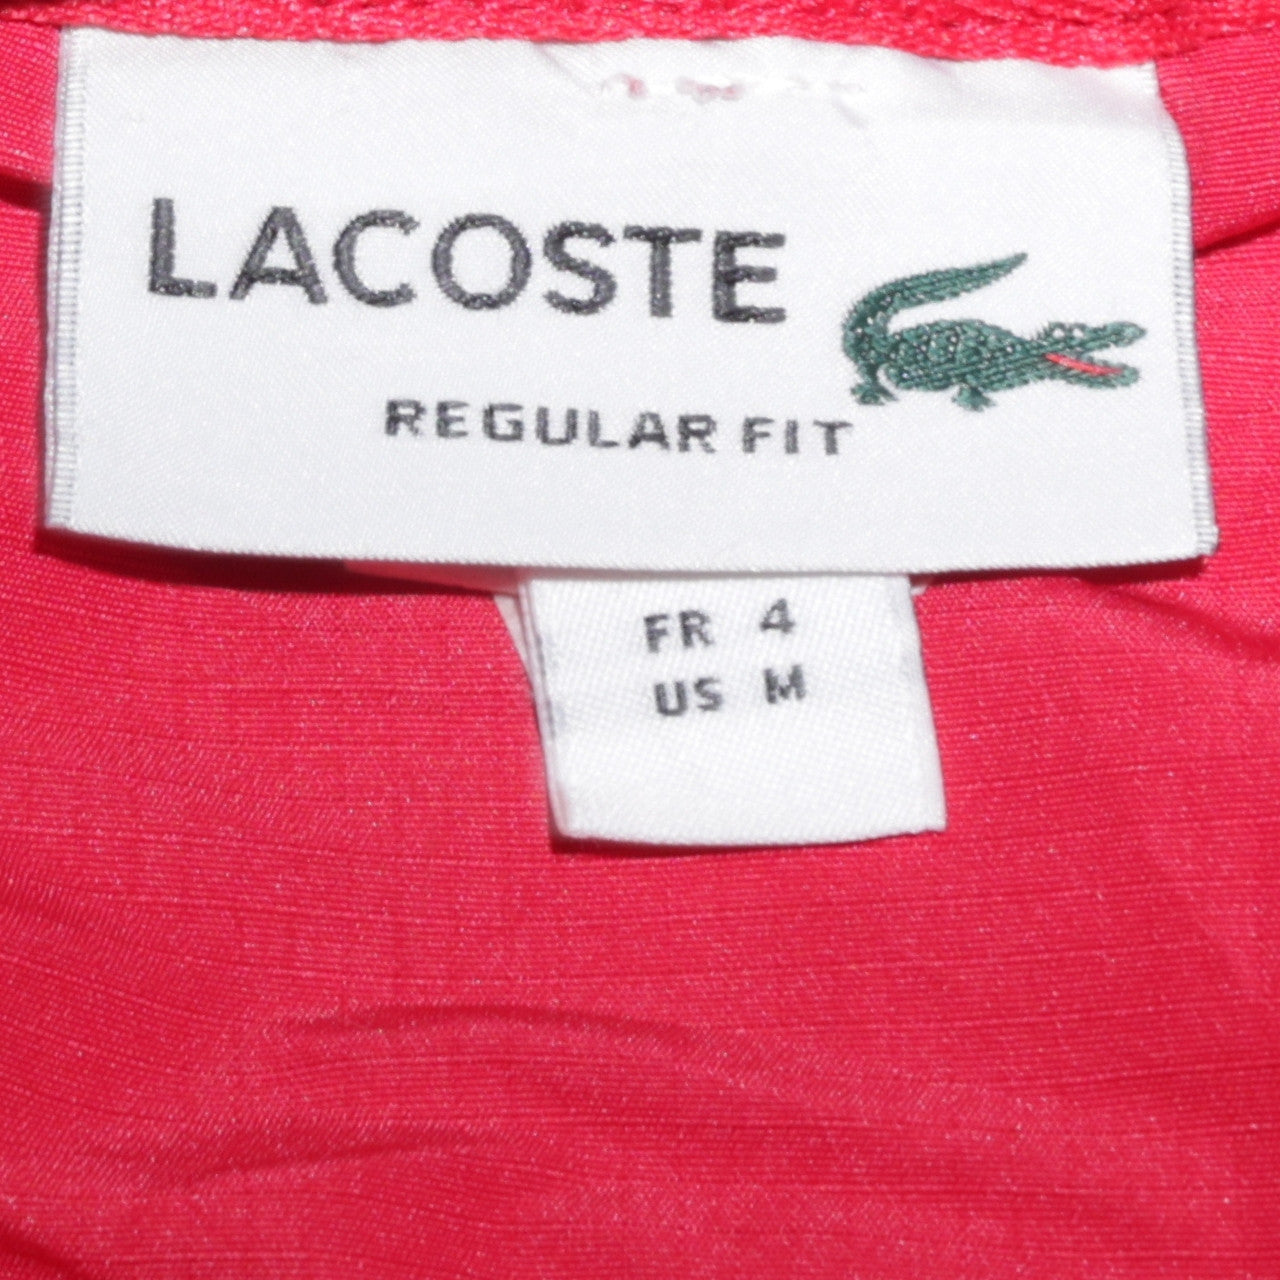 LACOSTE
REGULAR FIT
FR 4
US M